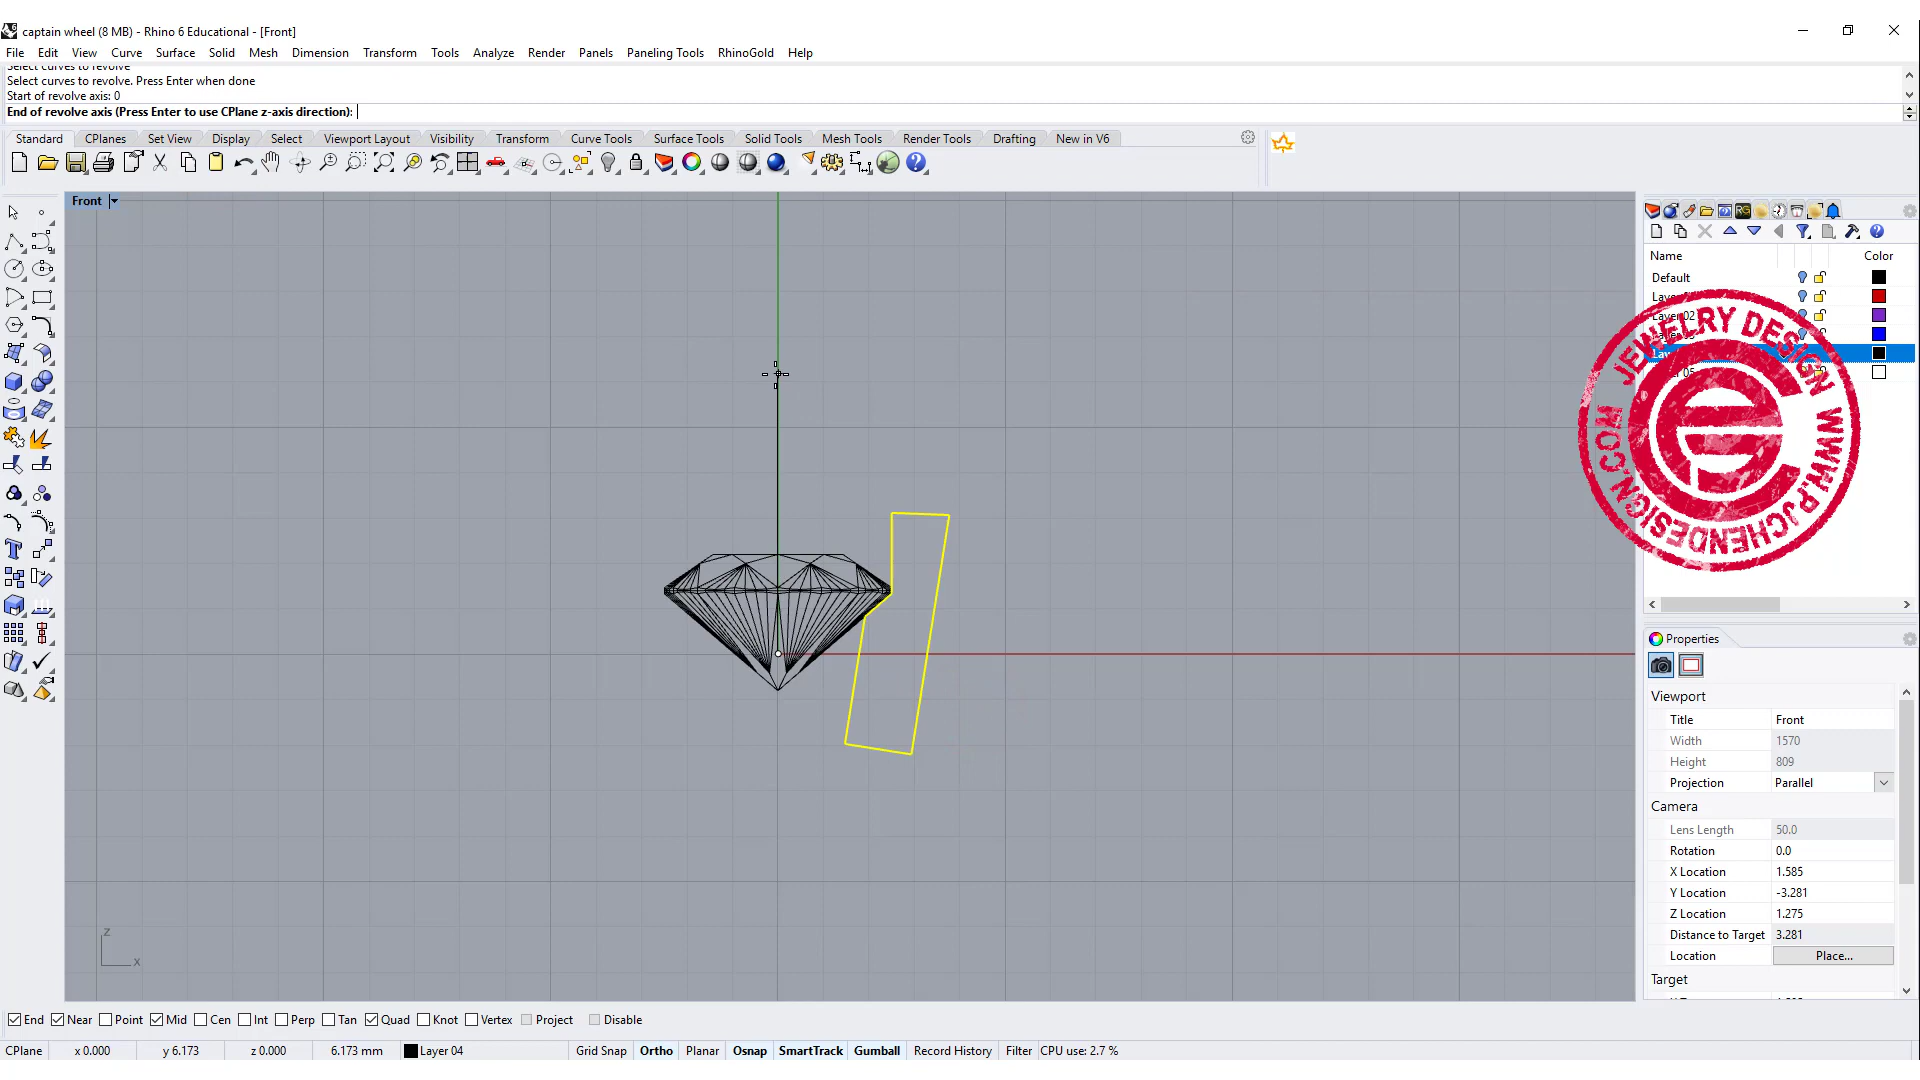 captain wheel (8 MB) - Rhino 6 Educational - [Front]
File Edit View Curve Surface Solid Mesh Dimension Transform Tools Analyze Render Panels Paneling Tools RhinoGold Help
Select curves to revolve
Select curves to revolve. Press Enter when done
Start of revolve axis: 0
End of revolve axis (Press Enter to use CPlane z-axis direction):
Standard CPlanes Set View Display Select Viewport Layout Visibility Transform Curve Tools Surface Tools Solid Tools Mesh Tools Render Tools Drafting New in V6
Front
Name Color
Default
JEWELRY DESIGN WWW.PJCHENDESIGN.COM
Properties
Viewport
Title Front
Width 1570
Height 809
Projection Parallel
Camera
Lens Length 50.0
Rotation 0.0
X Location 1.585
Y Location -3.281
Z Location 1.275
Distance to Target 3.281
Location Place...
Target
z
x
End Near Point Mid Cen Int Perp Tan Quad Knot Vertex Project Disable
CPlane x 0.000 y 6.173 z 0.000 6.173 mm Layer 04 Grid Snap Ortho Planar Osnap SmartTrack Gumball Record History Filter CPU use: 2.7 %